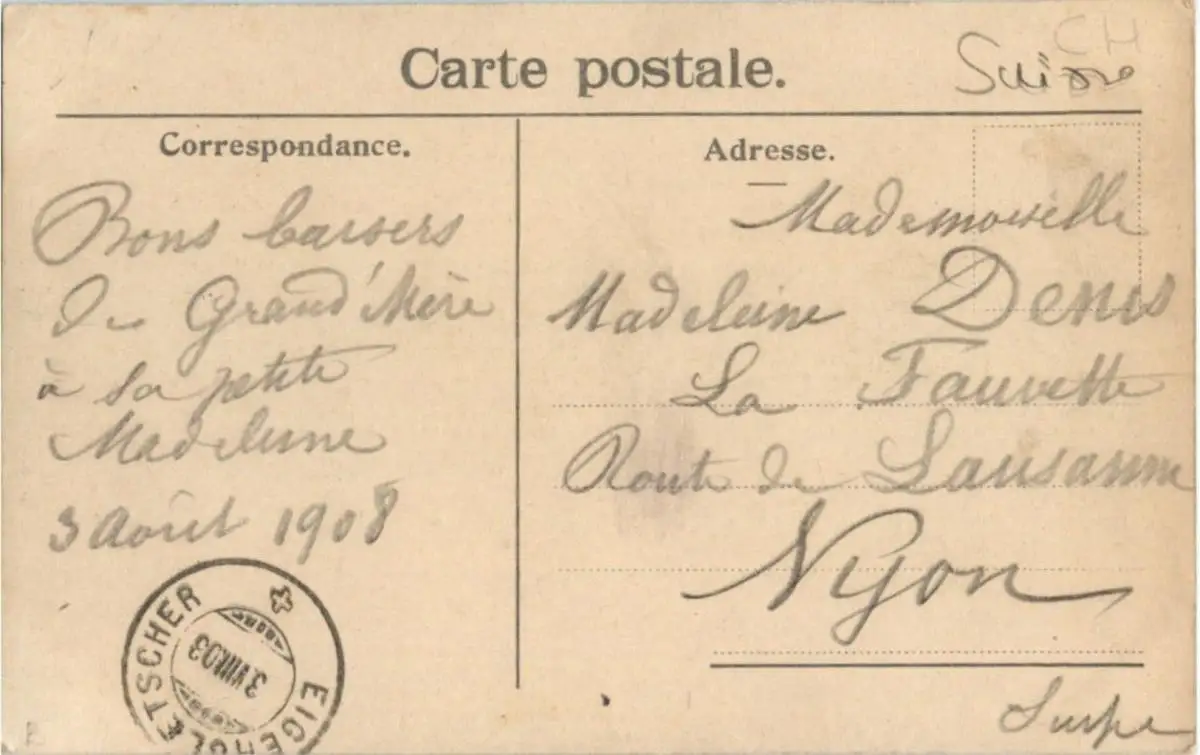 Carte postale.
CH
Suisse
Correspondance.
Bons baisers
de Grand'Mère
à sa petite
Madeleine
3 Août 1908
EIGERGLETSCHER
3.VIII.03
Adresse.
Mademoiselle
Madeleine Denis
La Fauvette
Route de Lausanne
Nyon
Suisse
B